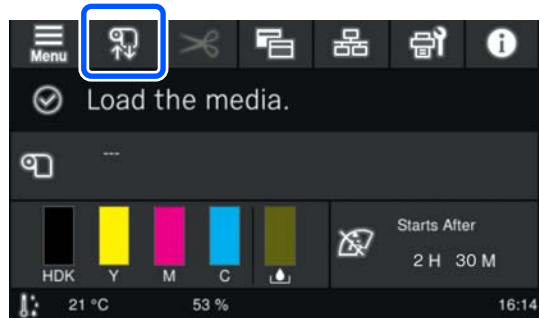 Menu
Load the media.
---
HDK Y M C
Starts After
2 H 30 M
21 °C 53 % 16:14